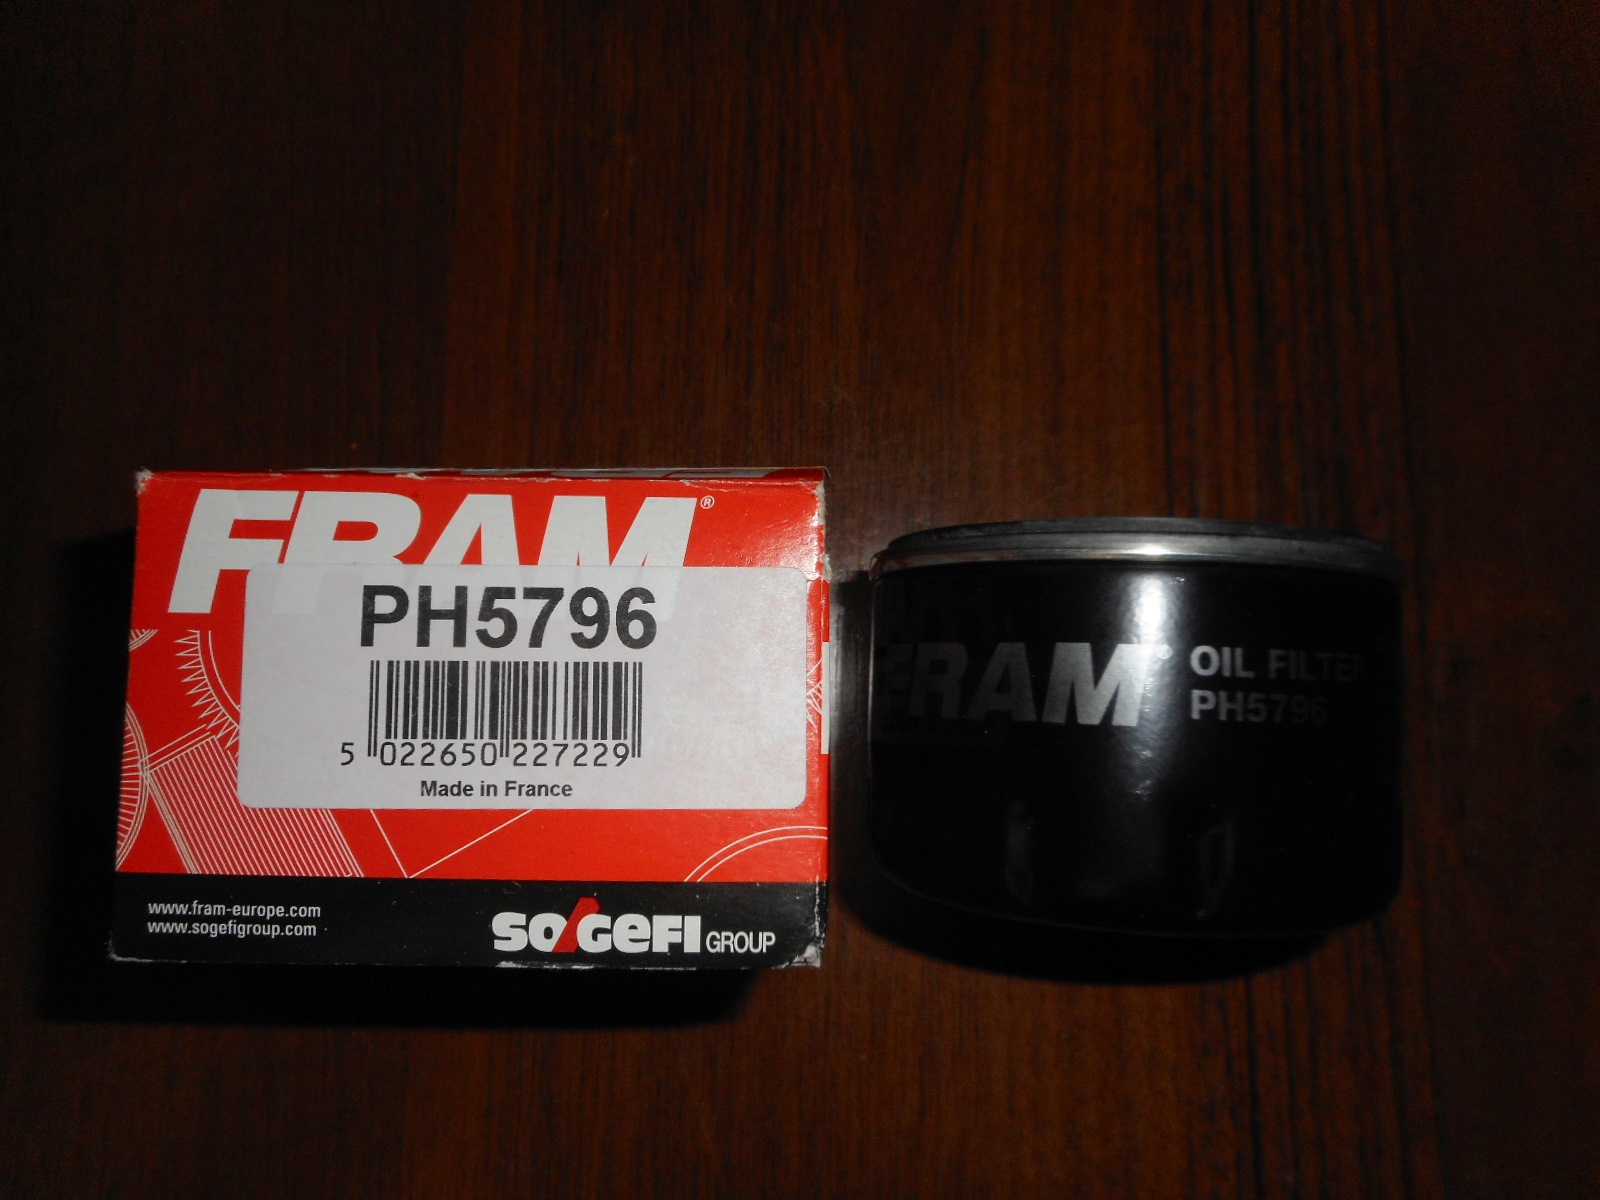 FRAM®
PH5796
5 022650 227229
Made in France
www.fram-europe.com
www.sogefigroup.com
SOGEFI GROUP
FRAM®
OIL FILTER
PH5796